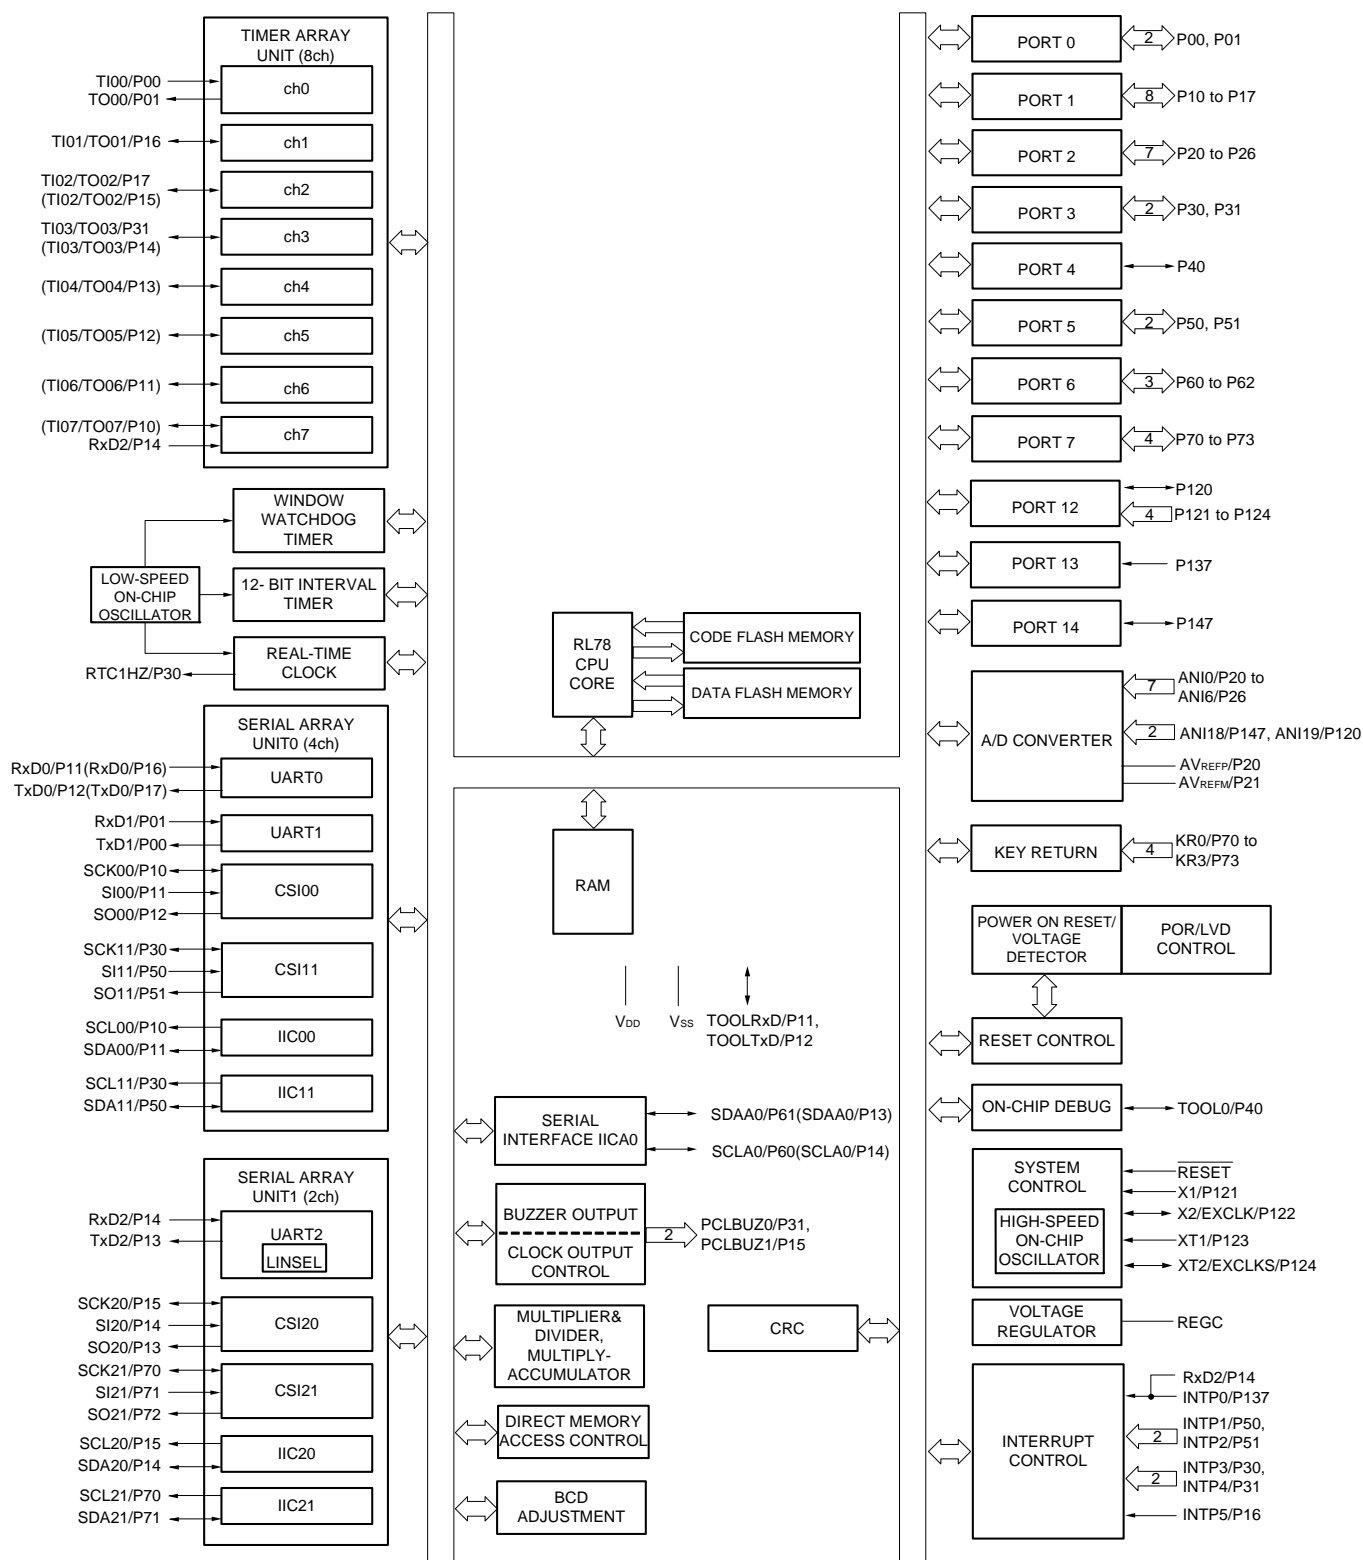 TIMER ARRAY
UNIT (8ch)
TI00/P00
TO00/P01
ch0
TI01/TO01/P16
ch1
TI02/TO02/P17
(TI02/TO02/P15)
ch2
TI03/TO03/P31
(TI03/TO03/P14)
ch3
(TI04/TO04/P13)
ch4
(TI05/TO05/P12)
ch5
(TI06/TO06/P11)
ch6
(TI07/TO07/P10)
RxD2/P14
ch7
WINDOW
WATCHDOG
TIMER
LOW-SPEED
ON-CHIP
OSCILLATOR
12- BIT INTERVAL
TIMER
REAL-TIME
CLOCK
RTC1HZ/P30
SERIAL ARRAY
UNIT0 (4ch)
RxD0/P11(RxD0/P16)
TxD0/P12(TxD0/P17)
UART0
RxD1/P01
TxD1/P00
UART1
SCK00/P10
SI00/P11
SO00/P12
CSI00
SCK11/P30
SI11/P50
SO11/P51
CSI11
SCL00/P10
SDA00/P11
IIC00
SCL11/P30
SDA11/P50
IIC11
SERIAL ARRAY
UNIT1 (2ch)
RxD2/P14
TxD2/P13
UART2
LINSEL
SCK20/P15
SI20/P14
SO20/P13
CSI20
SCK21/P70
SI21/P71
SO21/P72
CSI21
SCL20/P15
SDA20/P14
IIC20
SCL21/P70
SDA21/P71
IIC21
RL78
CPU
CORE
CODE FLASH MEMORY
DATA FLASH MEMORY
RAM
VDD
VSS
TOOLRxD/P11,
TOOLTxD/P12
SERIAL
INTERFACE IICA0
SDAA0/P61(SDAA0/P13)
SCLA0/P60(SCLA0/P14)
BUZZER OUTPUT
CLOCK OUTPUT
CONTROL
2
PCLBUZ0/P31,
PCLBUZ1/P15
MULTIPLIER&
DIVIDER,
MULTIPLY-
ACCUMULATOR
CRC
DIRECT MEMORY
ACCESS CONTROL
BCD
ADJUSTMENT
PORT 0
2
P00, P01
PORT 1
8
P10 to P17
PORT 2
7
P20 to P26
PORT 3
2
P30, P31
PORT 4
P40
PORT 5
2
P50, P51
PORT 6
3
P60 to P62
PORT 7
4
P70 to P73
PORT 12
P120
4
P121 to P124
PORT 13
P137
PORT 14
P147
A/D CONVERTER
7
ANI0/P20 to
ANI6/P26
2
ANI18/P147, ANI19/P120
AVREFP/P20
AVREFM/P21
KEY RETURN
4
KR0/P70 to
KR3/P73
POWER ON RESET/
VOLTAGE
DETECTOR
POR/LVD
CONTROL
RESET CONTROL
ON-CHIP DEBUG
TOOL0/P40
SYSTEM
CONTROL
HIGH-SPEED
ON-CHIP
OSCILLATOR
RESET
X1/P121
X2/EXCLK/P122
XT1/P123
XT2/EXCLKS/P124
VOLTAGE
REGULATOR
REGC
INTERRUPT
CONTROL
RxD2/P14
INTP0/P137
2
INTP1/P50,
INTP2/P51
2
INTP3/P30,
INTP4/P31
INTP5/P16